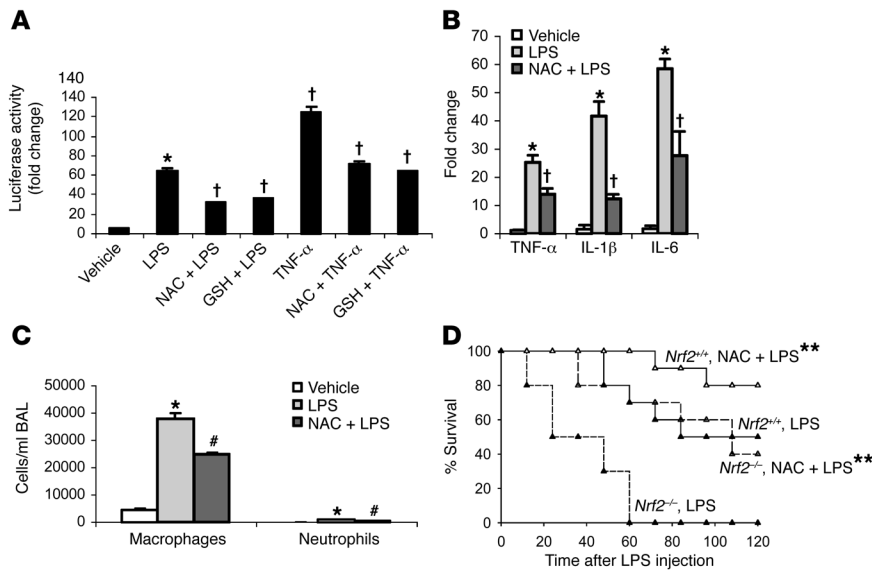 A
Luciferase activity
(fold change)
140
140
120
100
80
60
40
20
0
*
†
†
†
†
†
Vehicle
LPS
NAC + LPS
GSH + LPS
TNF-α
NAC + TNF-α
GSH + TNF-α
B
Fold change
70
60
50
40
30
20
10
0
Vehicle
LPS
NAC + LPS
*
†
*
†
*
†
TNF-α
IL-1β
IL-6
C
Cells/ml BAL
50000
40000
30000
20000
10000
0
Vehicle
LPS
NAC + LPS
*
#
*
#
Macrophages
Neutrophils
D
% Survival
100
80
60
40
20
0
Nrf2+/+, NAC + LPS**
Nrf2+/+, LPS
Nrf2–/–, NAC + LPS**
Nrf2–/–, LPS
0
20
40
60
80
100
120
Time after LPS injection